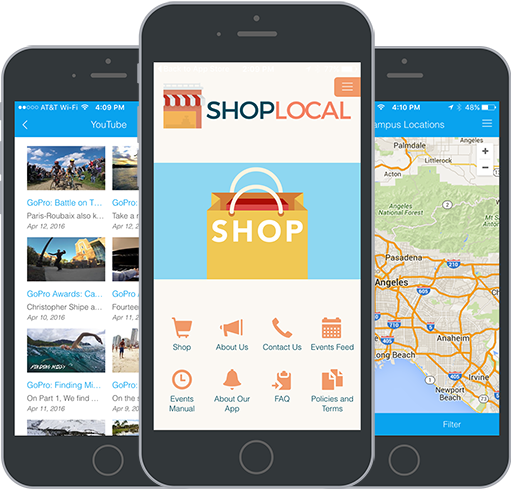 AT&T Wi-Fi 4:09 PM
YouTube
GoPro: Battle on T...
Paris-Roubaix also k
Apr 12, 2016
GoPro
Take a r
Apr 12,
GoPro Awards: Ca...
Christopher Shipe a
Apr 10, 2016
GoPro A
Fourteen
Apr 11,
GoPro: Finding Mi...
On Part 1, We find
Apr 11, 2016
GoPro
On the s
Apr 9, 2
SHOPLOCAL
SHOP
Shop
About Us
Contact Us
Events Feed
Events
Manual
About Our
App
FAQ
Policies and
Terms
4:10 PM 48%
ampus Locations
Palmdale
Littlerock
Acton
Angeles
National Forest
Pasadena
210
Angeles
605
Anaheim
ong Beach
Irvine
Newport
Beach
+
−
Filter